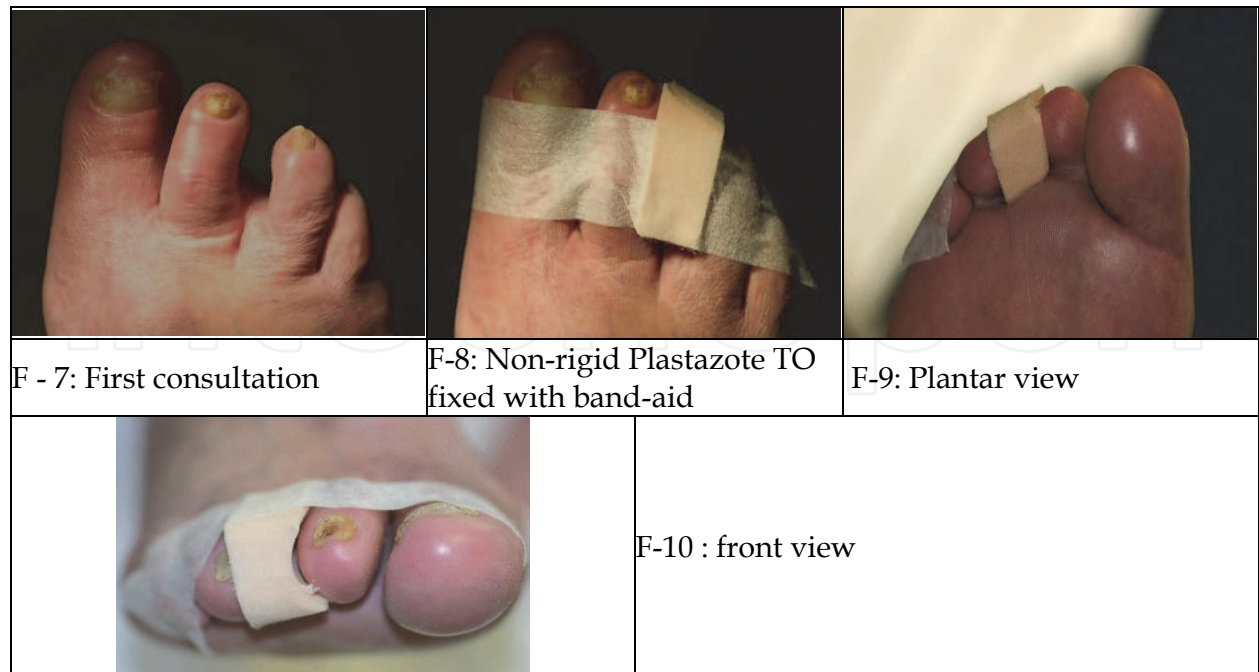 F - 7: First consultation
F-8: Non-rigid Plastazote TO
fixed with band-aid
F-9: Plantar view
F-10 : front view